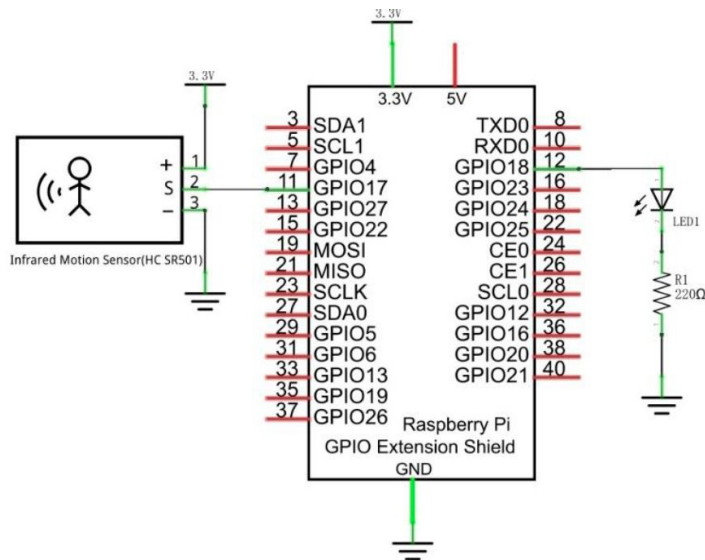 3.3V
3.3V
3.3V
5V
+ 1
S 2
− 3
Infrared Motion Sensor(HC SR501)
3 SDA1
5 SCL1
7 GPIO4
11 GPIO17
13 GPIO27
15 GPIO22
19 MOSI
21 MISO
23 SCLK
27 SDA0
29 GPIO5
31 GPIO6
33 GPIO13
35 GPIO19
37 GPIO26
TXD0 8
RXD0 10
GPIO18 12
GPIO23 16
GPIO24 18
GPIO25 22
CE0 24
CE1 26
SCL0 28
GPIO12 32
GPIO16 36
GPIO20 38
GPIO21 40
Raspberry Pi
GPIO Extension Shield
GND
LED1
R1
220Ω